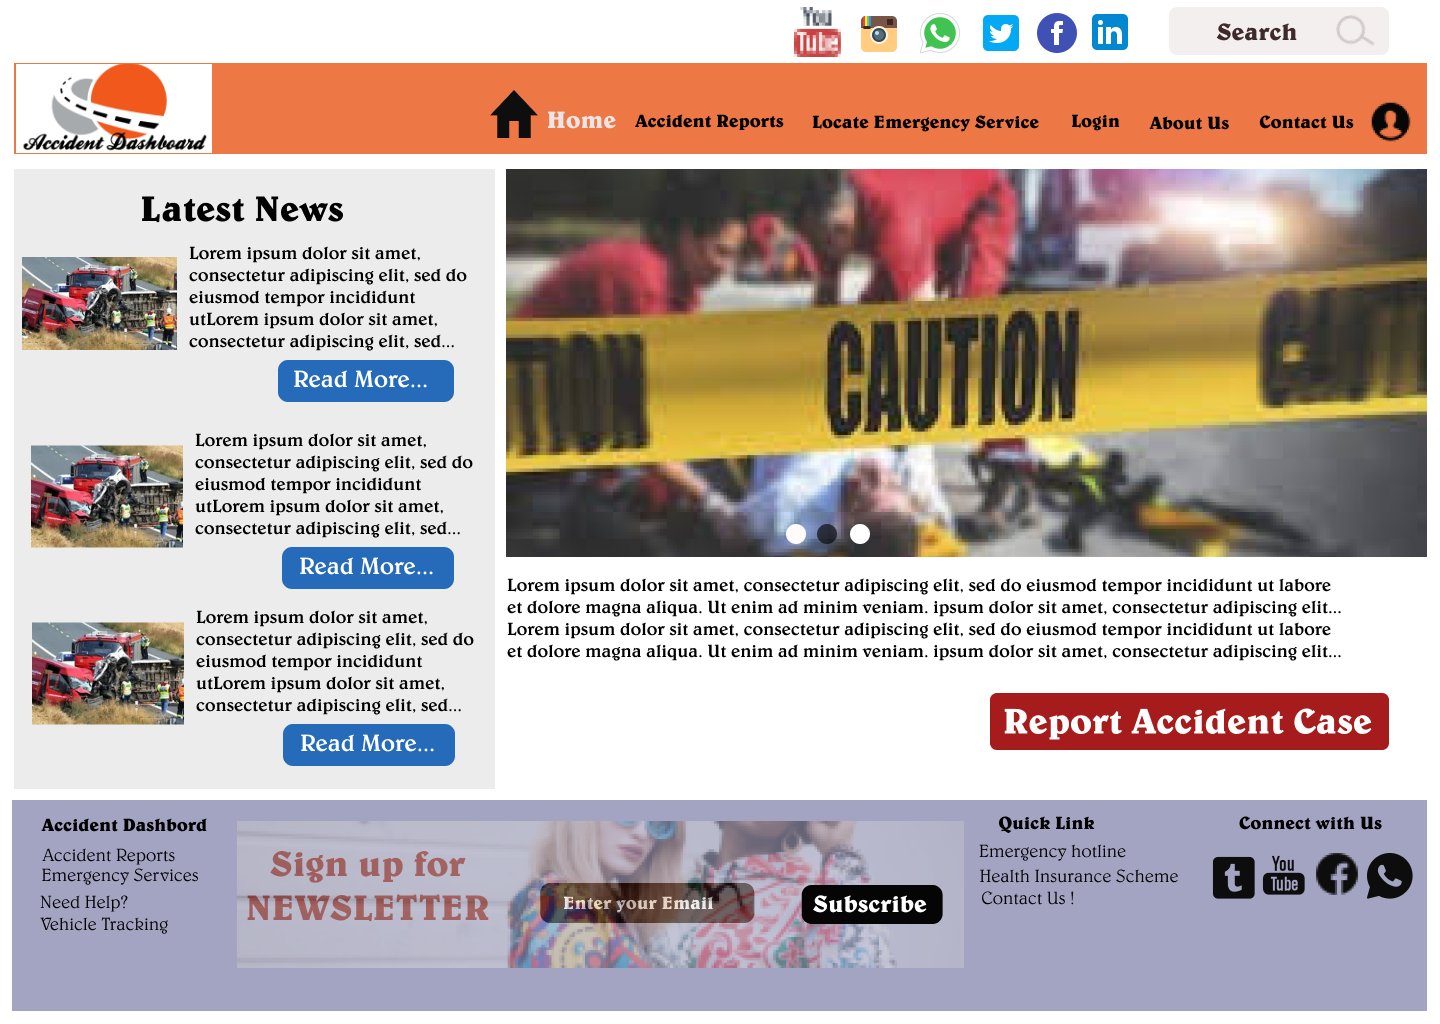 You
Tube
Search
Accident Dashboard
Home
Accident Reports
Locate Emergency Service
Login
About Us
Contact Us
Latest News
Lorem ipsum dolor sit amet,
consectetur adipiscing elit, sed do
eiusmod tempor incididunt
utLorem ipsum dolor sit amet,
consectetur adipiscing elit, sed...
Read More...
Lorem ipsum dolor sit amet,
consectetur adipiscing elit, sed do
eiusmod tempor incididunt
utLorem ipsum dolor sit amet,
consectetur adipiscing elit, sed...
Read More...
Lorem ipsum dolor sit amet,
consectetur adipiscing elit, sed do
eiusmod tempor incididunt
utLorem ipsum dolor sit amet,
consectetur adipiscing elit, sed...
Read More...
TION CAUTION CAUTI
Lorem ipsum dolor sit amet, consectetur adipiscing elit, sed do eiusmod tempor incididunt ut labore
et dolore magna aliqua. Ut enim ad minim veniam. ipsum dolor sit amet, consectetur adipiscing elit...
Lorem ipsum dolor sit amet, consectetur adipiscing elit, sed do eiusmod tempor incididunt ut labore
et dolore magna aliqua. Ut enim ad minim veniam. ipsum dolor sit amet, consectetur adipiscing elit...
Report Accident Case
Accident Dashbord
Accident Reports
Emergency Services
Need Help?
Vehicle Tracking
Sign up for
NEWSLETTER
Enter your Email
Subscribe
Quick Link
Emergency hotline
Health Insurance Scheme
Contact Us !
Connect with Us
You
Tube